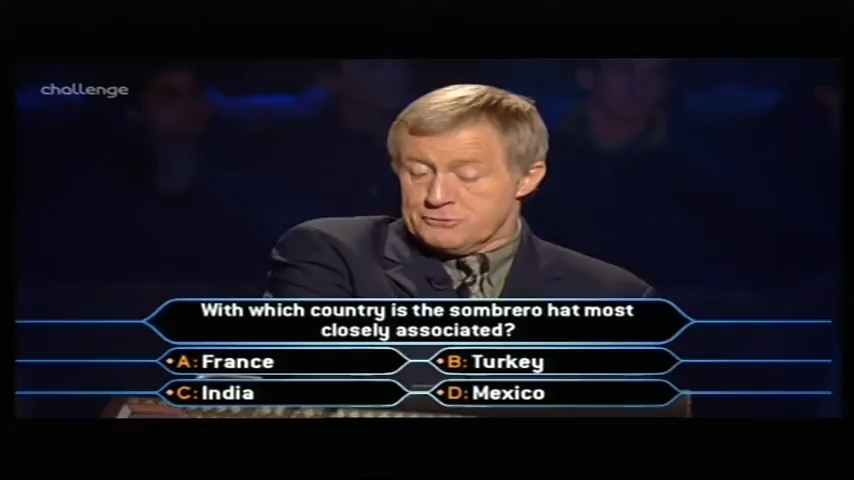 challenge
With which country is the sombrero hat most
closely associated?
A: France
B: Turkey
C: India
D: Mexico